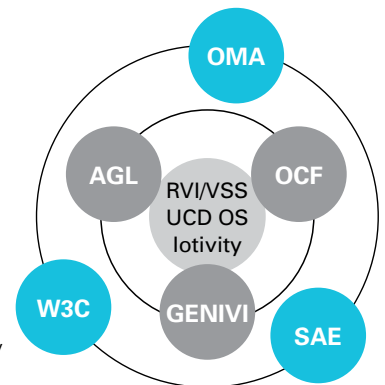 OMA
AGL
OCF
RVI/VSS
UCD OS
Iotivity
GENIVI
W3C
SAE
y